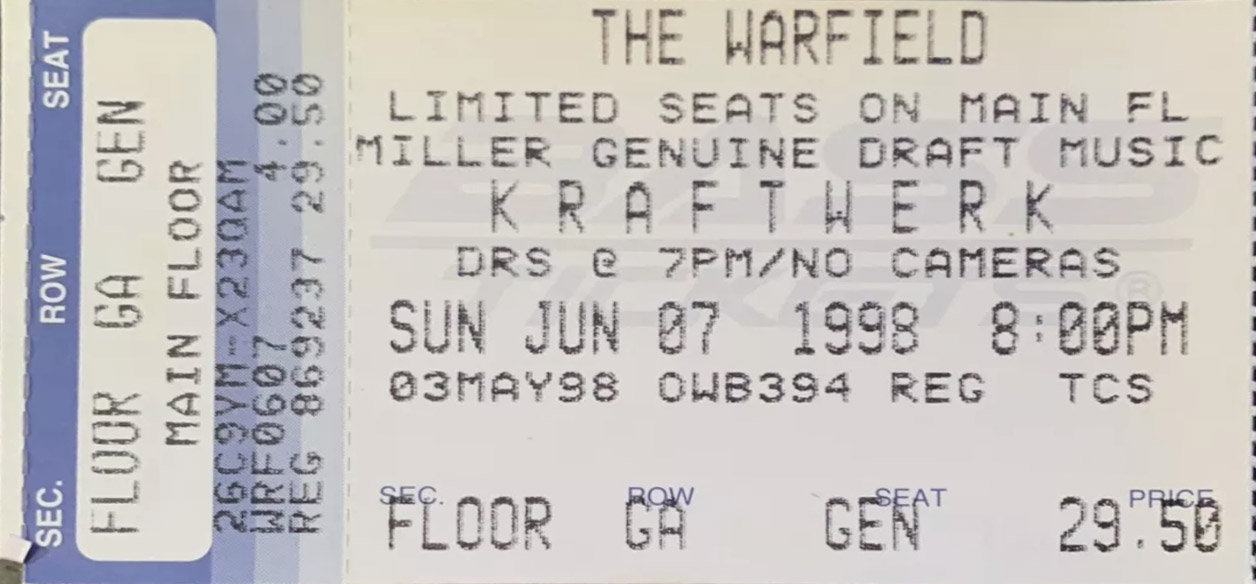 THE WARFIELD
LIMITED SEATS ON MAIN FL
MILLER GENUINE DRAFT MUSIC
KRAFTWERK
DRS @ 7PM/NO CAMERAS
SUN JUN 07 1998 8:00PM
03MAY98 OWB394 REG TCS
SEC. ROW SEAT PRICE
FLOOR GA GEN 29.50
BASS
TICKETS®
SEC. ROW SEAT
FLOOR GA GEN
MAIN FLOOR
WRF0607 4.00
REG 869237 29.50